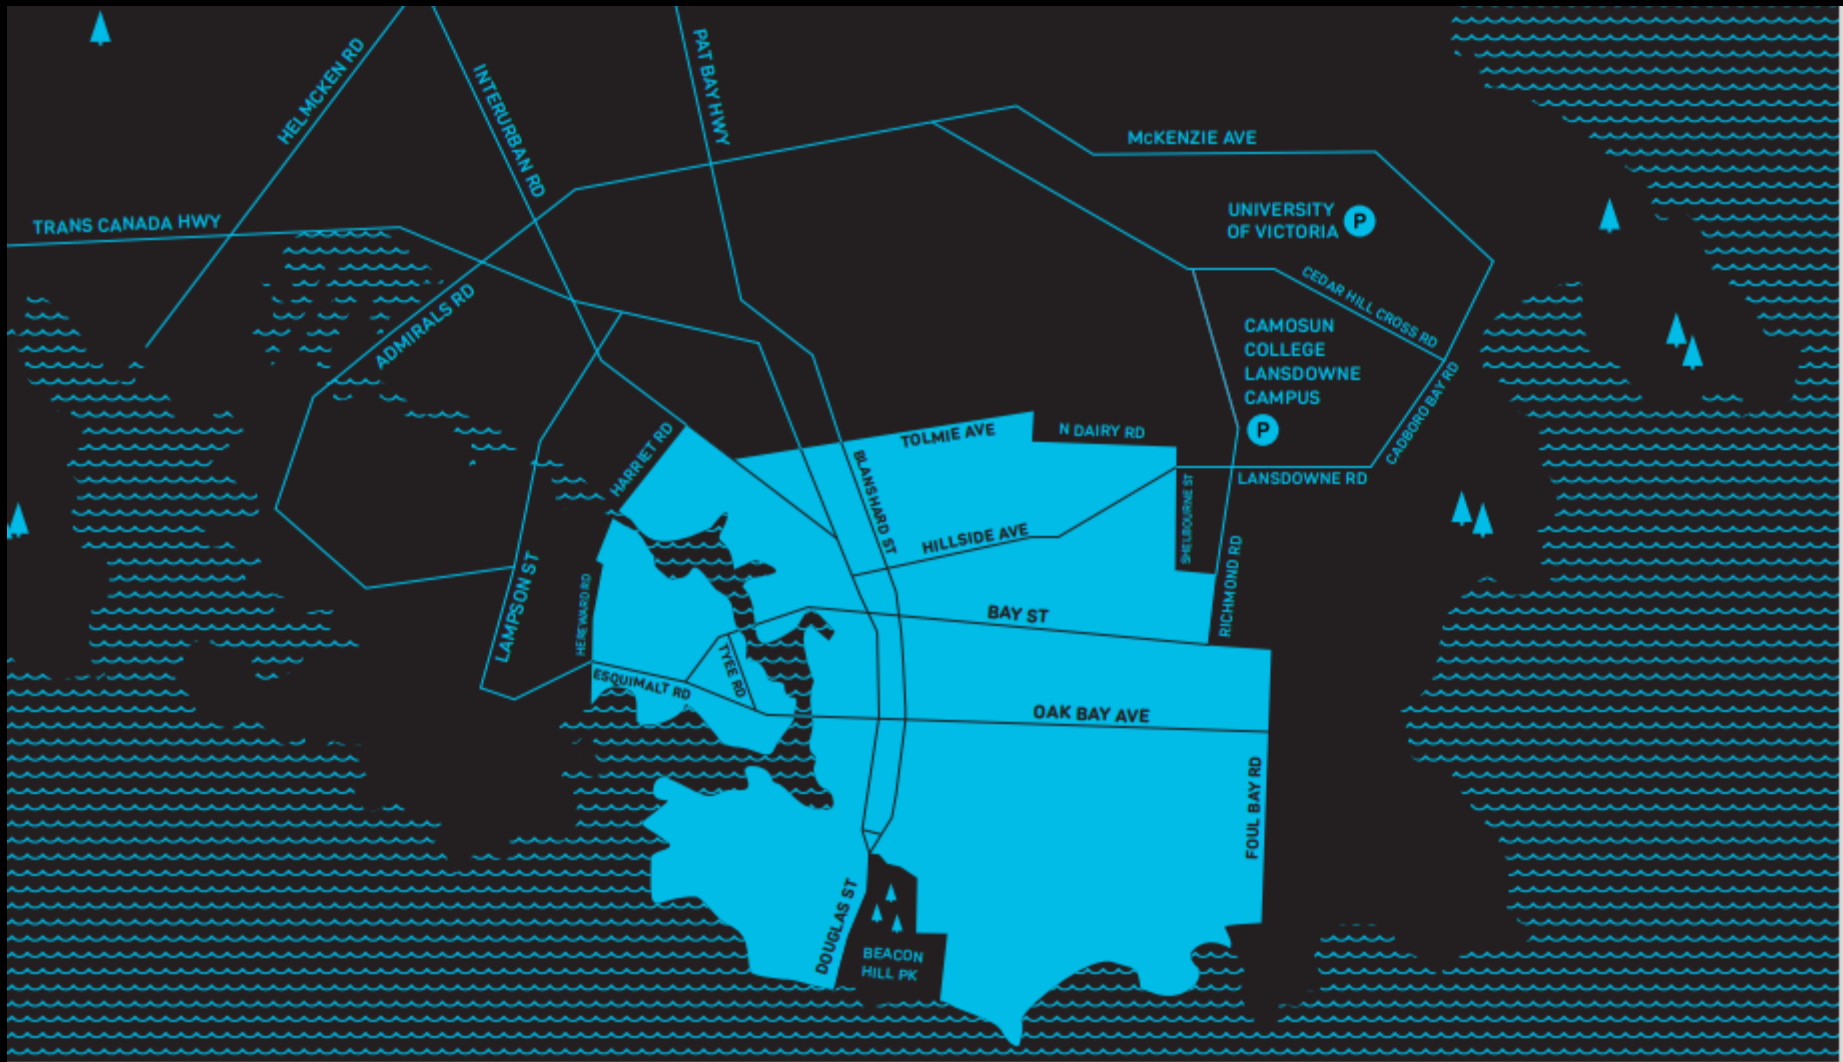 HELMCKEN RD
INTERURBAN RD
PAT BAY HWY
McKENZIE AVE
TRANS CANADA HWY
UNIVERSITY
OF VICTORIA
P
ADMIRALS RD
CEDAR HILL CROSS RD
CAMOSUN
COLLEGE
LANSDOWNE
CAMPUS
P
CADBORO BAY RD
HARRIET RD
TOLMIE AVE
N DAIRY RD
BLANSHARD ST
LANSDOWNE RD
SHELBOURNE ST
HILLSIDE AVE
LAMPSON ST
HEREWARD RD
RICHMOND RD
BAY ST
TYEE RD
ESQUIMALT RD
OAK BAY AVE
FOUL BAY RD
DOUGLAS ST
BEACON
HILL PK